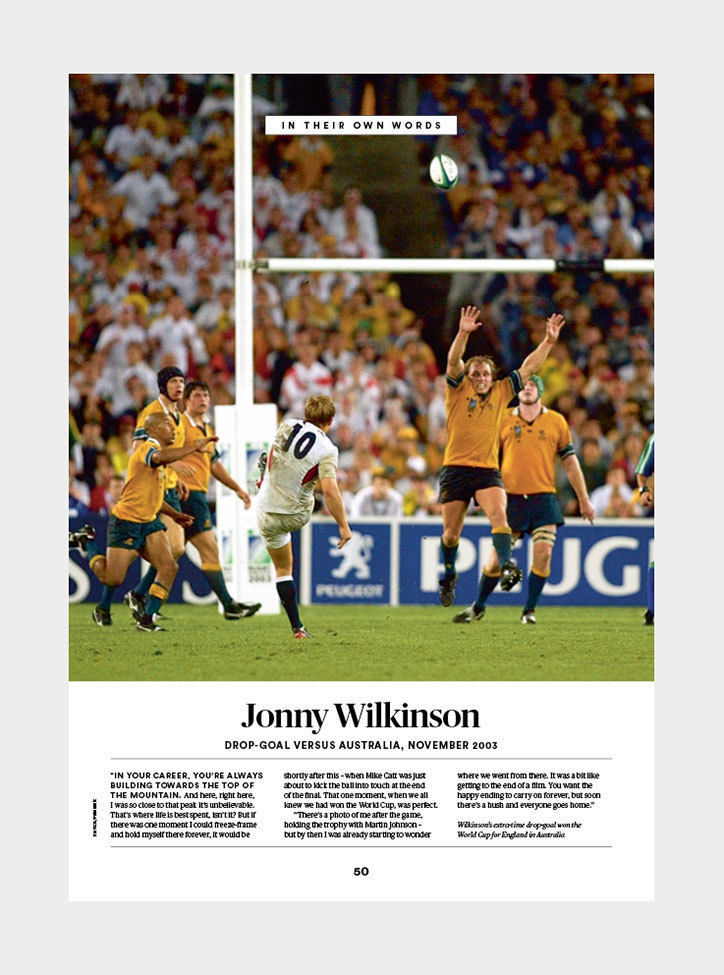 IN THEIR OWN WORDS
10
PEUGEOT
PEUG
2003
Jonny Wilkinson
DROP-GOAL VERSUS AUSTRALIA, NOVEMBER 2003
“IN YOUR CAREER, YOU’RE ALWAYS
BUILDING TOWARDS THE TOP OF
THE MOUNTAIN. And here, right here,
I was so close to that peak it’s unbelievable.
That’s where life is best spent, isn’t it? But if
there was one moment I could freeze-frame
and hold myself there forever, it would be
shortly after this – when Mike Catt was just
about to kick the ball into touch at the end
of the final. That one moment, when we all
knew we had won the World Cup, was perfect.
“There’s a photo of me after the game,
holding the trophy with Martin Johnson –
but by then I was already starting to wonder
where we went from there. It was a bit like
getting to the end of a film. You want the
happy ending to carry on forever, but soon
there’s a hush and everyone goes home.”
Wilkinson’s extra-time drop-goal won the
World Cup for England in Australia
50